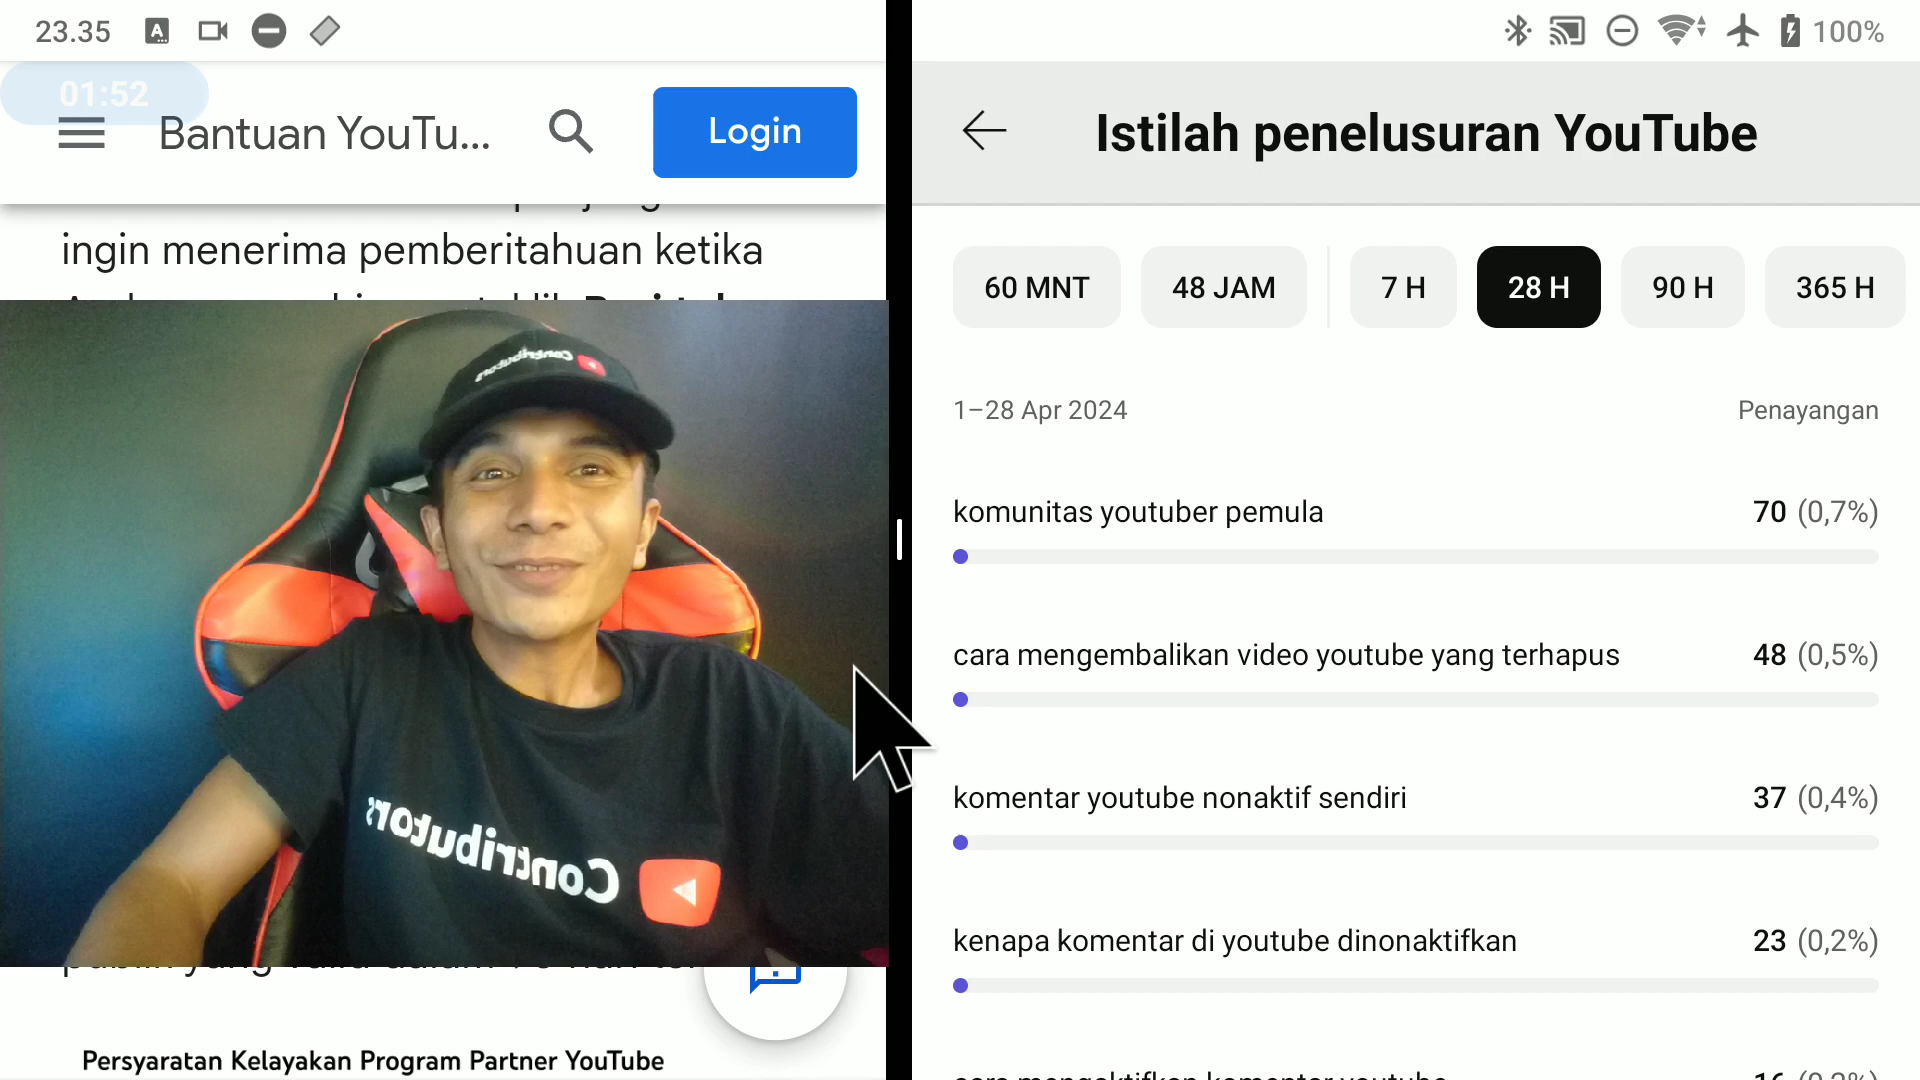 23.35
100%
01:52
Bantuan YouTu...
Login
ingin menerima pemberitahuan ketika
Contributors
Contributors
Persyaratan Kelayakan Program Partner YouTube
Istilah penelusuran YouTube
60 MNT
48 JAM
7 H
28 H
90 H
365 H
1–28 Apr 2024
Penayangan
komunitas youtuber pemula
70 (0,7%)
cara mengembalikan video youtube yang terhapus
48 (0,5%)
komentar youtube nonaktif sendiri
37 (0,4%)
kenapa komentar di youtube dinonaktifkan
23 (0,2%)